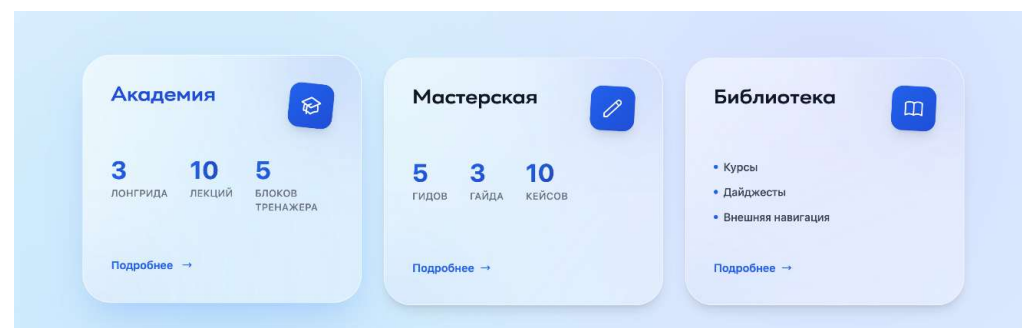 Академия
3 10 5
ЛОНГРИДА ЛЕКЦИЙ БЛОКОВ
ТРЕНАЖЕРА
Подробнее →
Мастерская
5 3 10
ГИДОВ ГАЙДА КЕЙСОВ
Подробнее →
Библиотека
• Курсы
• Дайджесты
• Внешняя навигация
Подробнее →